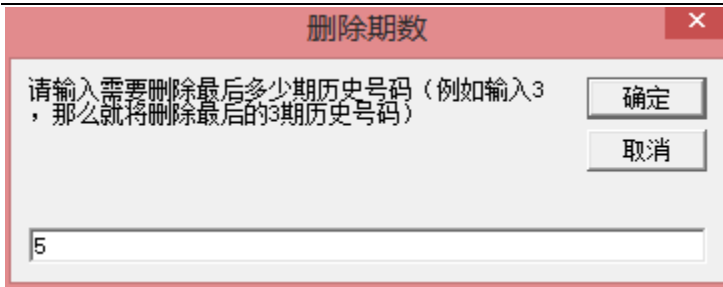 删除期数
请输入需要删除最后多少期历史号码（例如输入3
，那么就将删除最后的3期历史号码）
确定
取消
5